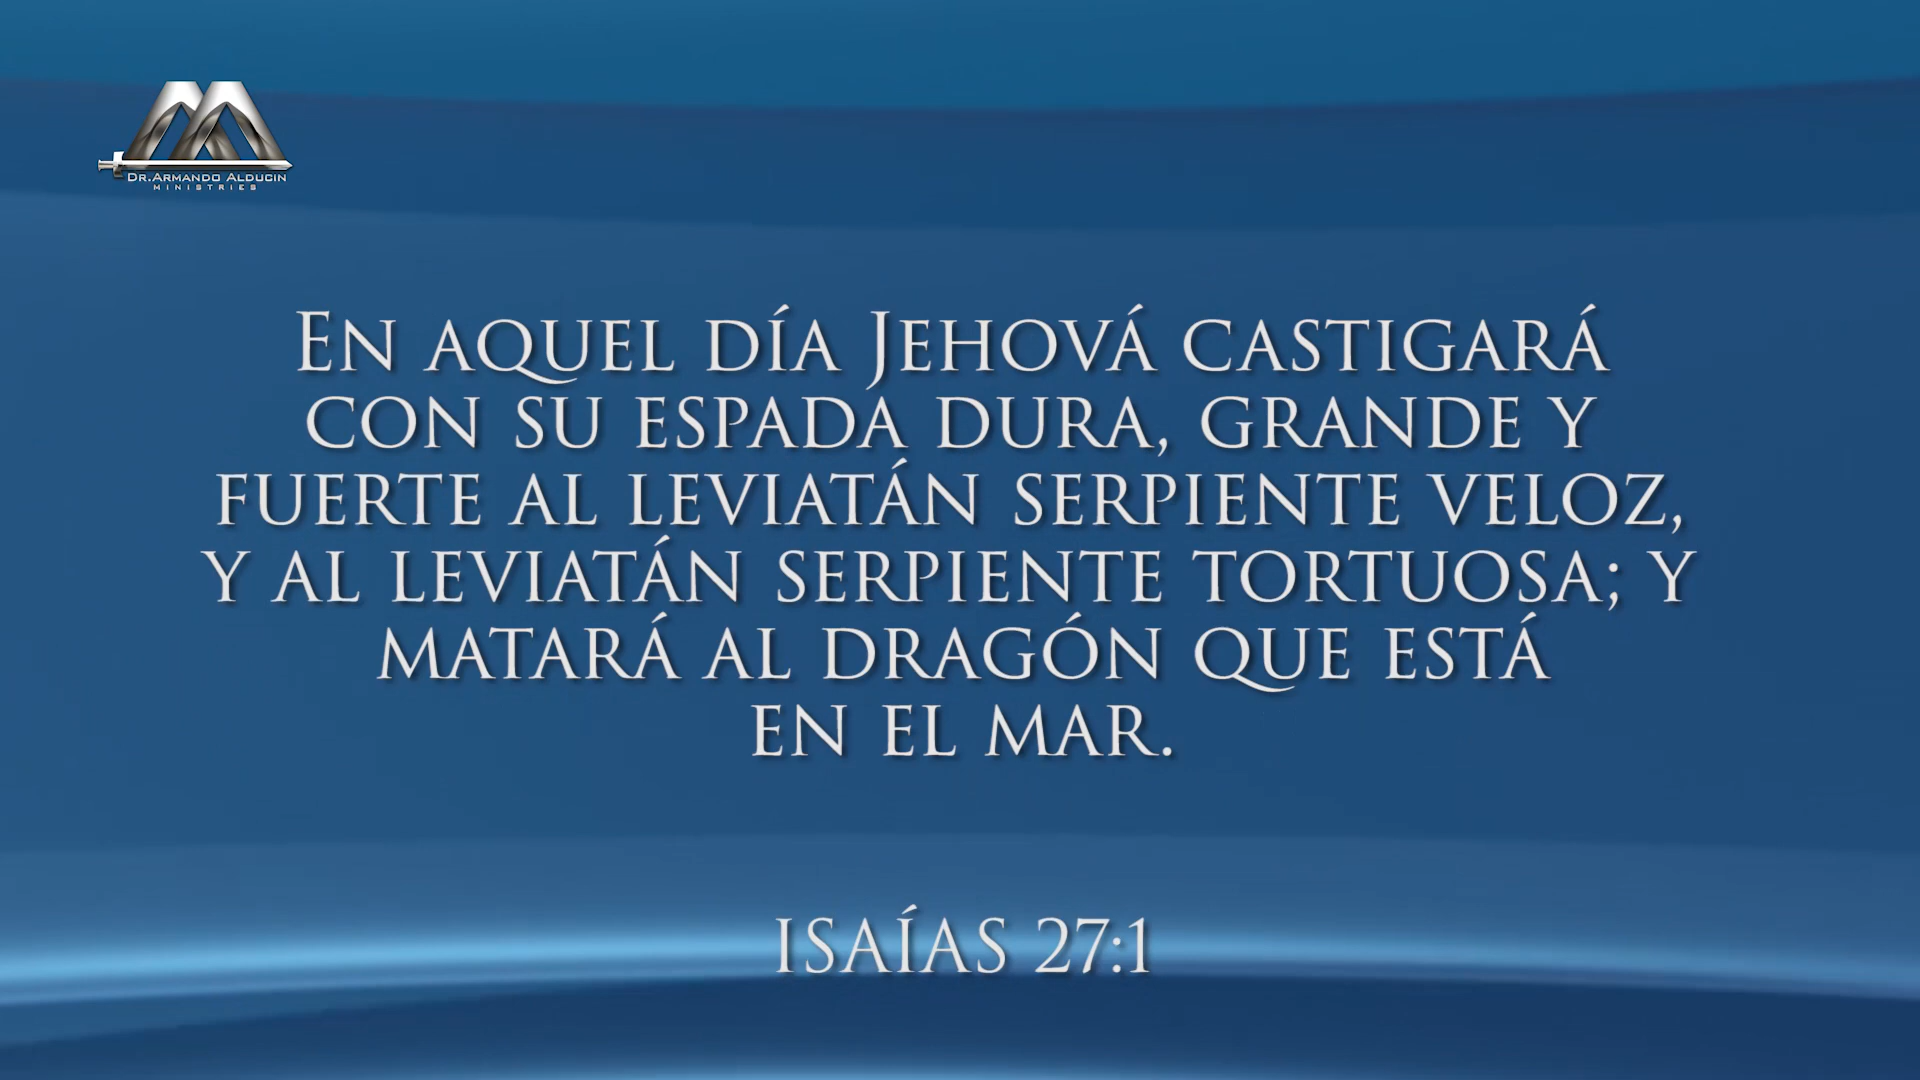 Dr. Armando Alducin
Ministries
En aquel día Jehová castigará
con su espada dura, grande y
fuerte al leviatán serpiente veloz,
y al leviatán serpiente tortuosa; y
matará al dragón que está
en el mar.
Isaías 27:1